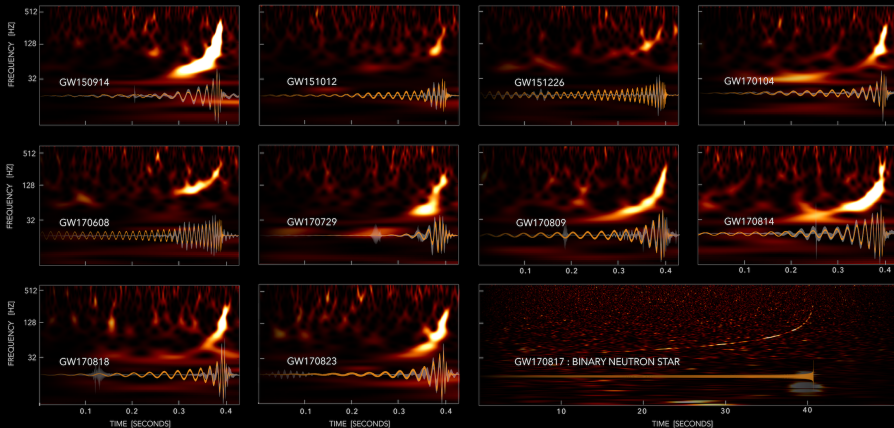 FREQUENCY [HZ]
512
128
32
GW150914
GW151012
GW151226
GW170104
FREQUENCY [HZ]
512
128
32
GW170608
GW170729
GW170809
GW170814
0.1 0.2 0.3 0.4
0.1 0.2 0.3 0.4
FREQUENCY [HZ]
512
128
32
GW170818
GW170823
GW170817 : BINARY NEUTRON STAR
0.1 0.2 0.3 0.4
0.1 0.2 0.3 0.4
10 20 30 40
TIME [SECONDS]
TIME [SECONDS]
TIME [SECONDS]